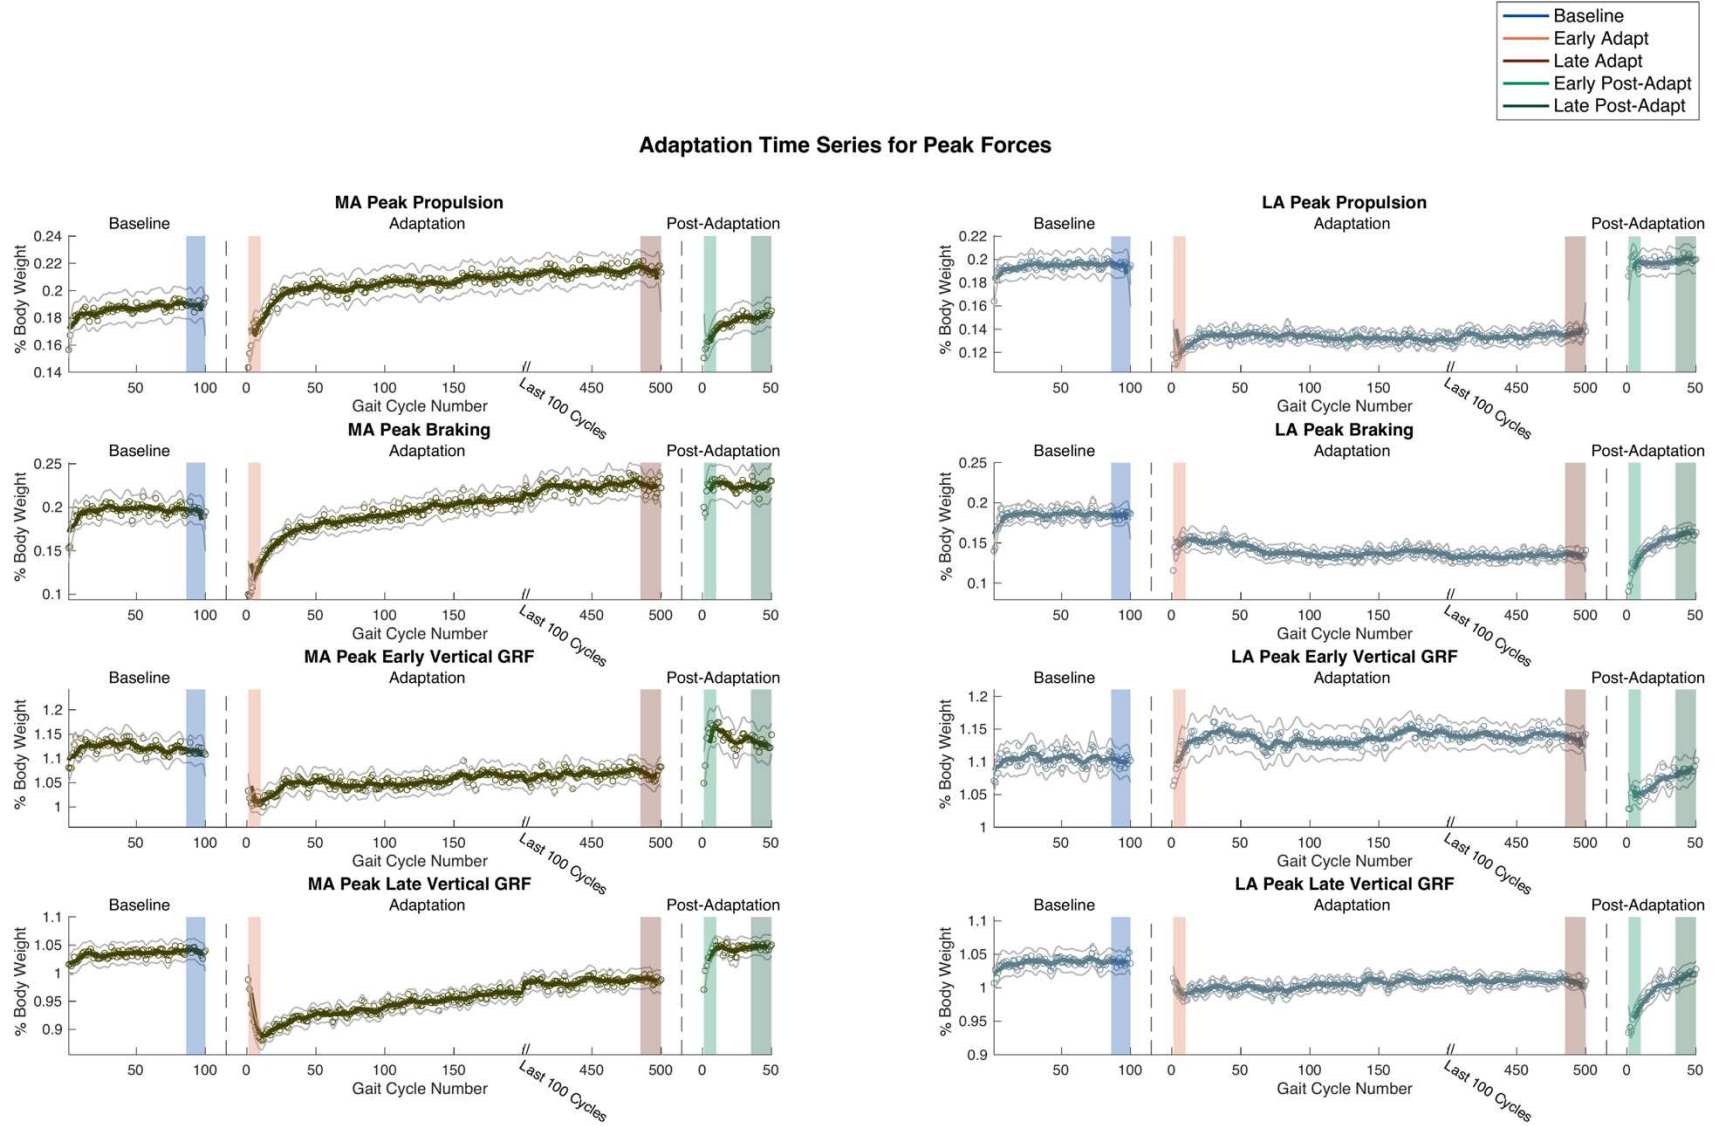 Baseline
Early Adapt
Late Adapt
Early Post-Adapt
Late Post-Adapt
Adaptation Time Series for Peak Forces
MA Peak Propulsion
Baseline Adaptation Post-Adaptation
% Body Weight
0.24
0.22
0.2
0.18
0.16
0.14
50 100 0 50 100 150 // 450 500 0 50
Last 100 Cycles
Gait Cycle Number
LA Peak Propulsion
Baseline Adaptation Post-Adaptation
% Body Weight
0.22
0.2
0.18
0.16
0.14
0.12
50 100 0 50 100 150 // 450 500 0 50
Last 100 Cycles
Gait Cycle Number
MA Peak Braking
Baseline Adaptation Post-Adaptation
% Body Weight
0.25
0.2
0.15
0.1
50 100 0 50 100 150 // 450 500 0 50
Last 100 Cycles
Gait Cycle Number
LA Peak Braking
Baseline Adaptation Post-Adaptation
% Body Weight
0.25
0.2
0.15
0.1
50 100 0 50 100 150 // 450 500 0 50
Last 100 Cycles
Gait Cycle Number
MA Peak Early Vertical GRF
Baseline Adaptation Post-Adaptation
% Body Weight
1.2
1.15
1.1
1.05
1
50 100 0 50 100 150 // 450 500 0 50
Last 100 Cycles
Gait Cycle Number
LA Peak Early Vertical GRF
Baseline Adaptation Post-Adaptation
% Body Weight
1.2
1.15
1.1
1.05
1
50 100 0 50 100 150 // 450 500 0 50
Last 100 Cycles
Gait Cycle Number
MA Peak Late Vertical GRF
Baseline Adaptation Post-Adaptation
% Body Weight
1.1
1.05
1
0.95
0.9
50 100 0 50 100 150 // 450 500 0 50
Last 100 Cycles
Gait Cycle Number
LA Peak Late Vertical GRF
Baseline Adaptation Post-Adaptation
% Body Weight
1.1
1.05
1
0.95
0.9
50 100 0 50 100 150 // 450 500 0 50
Last 100 Cycles
Gait Cycle Number